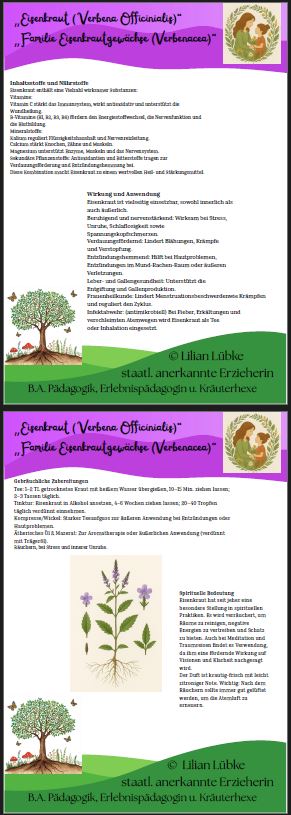 „Eisenkraut (Verbena Officinialis)“
„Familie Eisenkrautgewächse (Verbenacea)“
Inhaltsstoffe und Nährstoffe
Eisenkraut enthält eine Vielzahl wirksamer Substanzen:
Vitamine:
Vitamin C stärkt das Immunsystem, wirkt antioxidativ und unterstützt die
Wundheilung.
B-Vitamine (B1, B2, B3, B6) fördern den Energiestoffwechsel, die Nervenfunktion und
die Blutbildung.
Mineralstoffe:
Kalium reguliert Flüssigkeitshaushalt und Nervenleitung.
Calcium stärkt Knochen, Zähne und Muskeln.
Magnesium unterstützt Enzyme, Muskeln und das Nervensystem.
Sekundäre Pflanzenstoffe: Antioxidantien und Bitterstoffe tragen zur
Verdauungsförderung und Entzündungshemmung bei.
Diese Kombination macht Eisenkraut zu einem wertvollen Heil- und Stärkungsmittel.
Wirkung und Anwendung
Eisenkraut ist vielseitig einsetzbar, sowohl innerlich als
auch äußerlich.
Beruhigend und nervenstärkend: Wirksam bei Stress,
Unruhe, Schlaflosigkeit sowie
Spannungskopfschmerzen.
Verdauungsfördernd: Lindert Blähungen, Krämpfe
und Verstopfung.
Entzündungshemmend: Hilft bei Hautproblemen,
Entzündungen im Mund-Rachen-Raum oder äußeren
Verletzungen.
Leber- und Gallengesundheit: Unterstützt die
Entgiftung und Gallenproduktion.
Frauenheilkunde: Lindert Menstruationsbeschwerden wie Krämpfen
und reguliert den Zyklus.
Infektabwehr: (antimikrobiell) Bei Fieber, Erkältungen und
verschleimten Atemwegen wird Eisenkraut als Tee
oder Inhalation eingesetzt.
© Lilian Lübke
staatl. anerkannte Erzieherin
B.A. Pädagogik, Erlebnispädagogin u. Kräuterhexe
„Eisenkraut (Verbena Officinialis)“
„Familie Eisenkrautgewächse (Verbenacea)“
Gebräuchliche Zubereitungen
Tee: 1–2 TL getrocknetes Kraut mit heißem Wasser übergießen, 10–15 Min. ziehen lassen;
2–3 Tassen täglich.
Tinktur: Eisenkraut in Alkohol ansetzen, 4–6 Wochen ziehen lassen; 20–40 Tropfen
täglich verdünnt einnehmen.
Kompresse/Wickel: Starker Teeaufguss zur äußeren Anwendung bei Entzündungen oder
Hautproblemen.
Ätherisches Öl & Mazerat: Zur Aromatherapie oder äußerlichen Anwendung (verdünnt
mit Trägeröl).
Räuchern, bei Stress und innerer Unruhe.
Spirituelle Bedeutung
Eisenkraut hat seit jeher eine
besondere Stellung in spirituellen
Praktiken. Es wird verräuchert, um
Räume zu reinigen, negative
Energien zu vertreiben und Schutz
zu bieten. Auch bei Meditation und
Traumreisen findet es Verwendung,
da ihm eine fördernde Wirkung auf
Visionen und Klarheit nachgesagt
wird.
Der Duft ist krautig-frisch mit leicht
zitroniger Note. Wichtig: Nach dem
Räuchern sollte immer gut gelüftet
werden, um die Atemluft zu
erneuern.
© Lilian Lübke
staatl. anerkannte Erzieherin
B.A. Pädagogik, Erlebnispädagogin u. Kräuterhexe